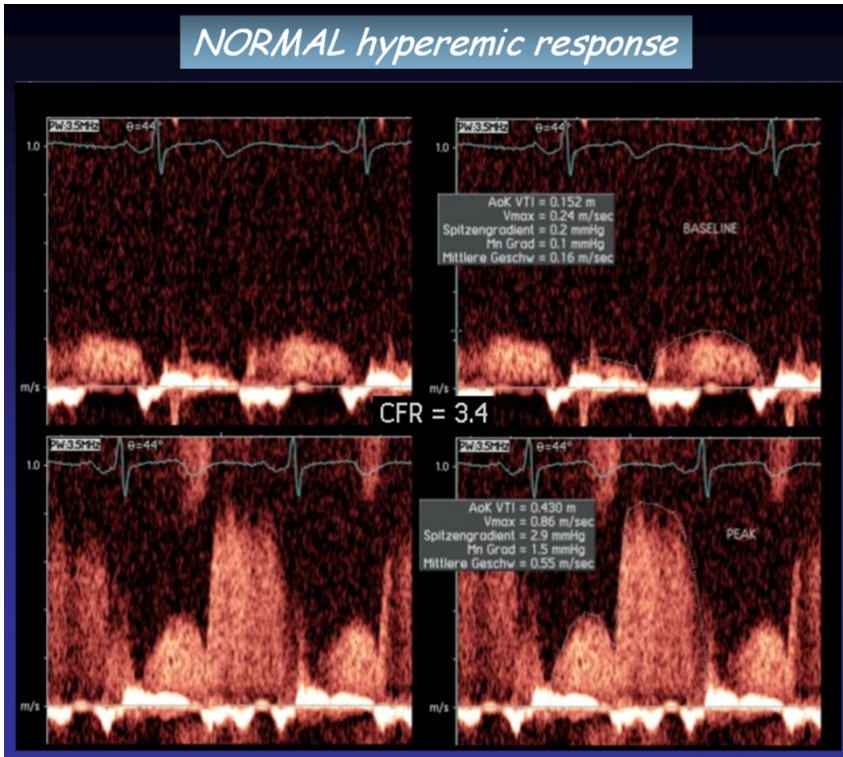 NORMAL hyperemic response
PW:3.5MHz θ=44°
1.0
m/s
PW:3.5MHz θ=44°
1.0
AoK VTI = 0.152 m
Vmax = 0.24 m/sec
Spitzengradient = 0.2 mmHg
Mn Grad = 0.1 mmHg
Mittlere Geschw = 0.16 m/sec
BASELINE
m/s
CFR = 3.4
PW:3.5MHz θ=44°
1.0
m/s
PW:3.5MHz θ=44°
1.0
AoK VTI = 0.430 m
Vmax = 0.86 m/sec
Spitzengradient = 2.9 mmHg
Mn Grad = 1.5 mmHg
Mittlere Geschw = 0.55 m/sec
PEAK
m/s